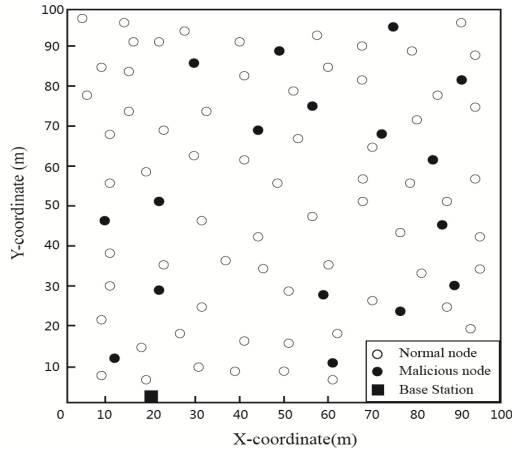 100
90
80
70
60
50
40
30
20
10
Y-coordinate (m)
Normal node
Malicious node
Base Station
0 10 20 30 40 50 60 70 80 90 100
X-coordinate(m)